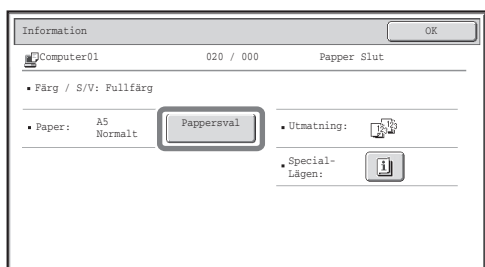 Information OK
Computer01 020 / 000 Papper Slut
Färg / S/V: Fullfärg
Paper: A5 Normalt Pappersval Utmatning:
Special-
Lägen: